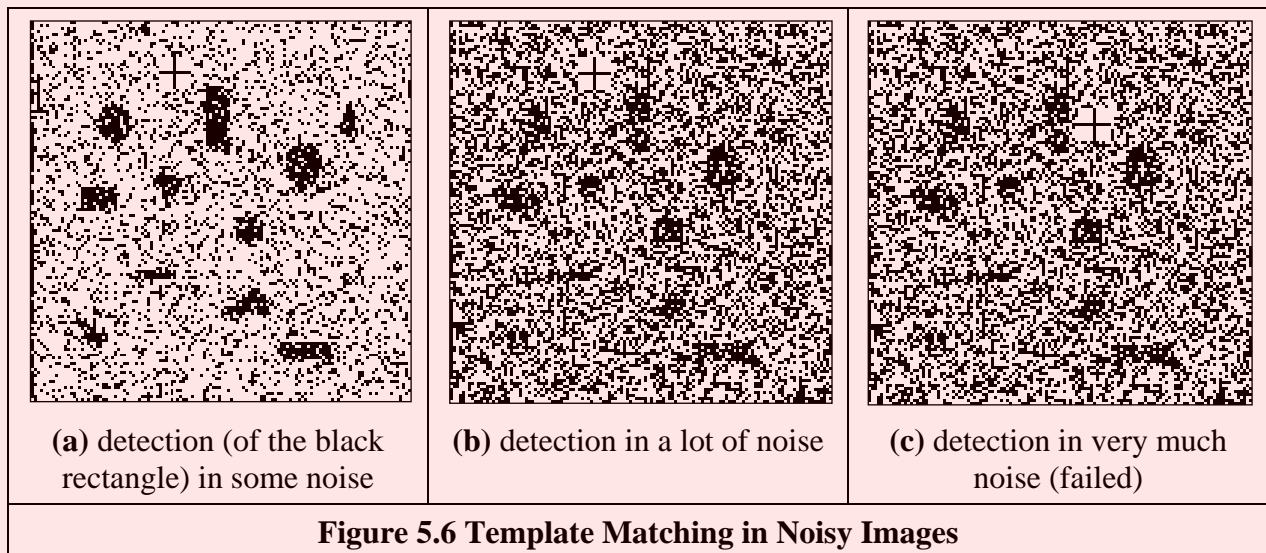 (a) detection (of the black
rectangle) in some noise
(b) detection in a lot of noise
(c) detection in very much
noise (failed)
Figure 5.6 Template Matching in Noisy Images